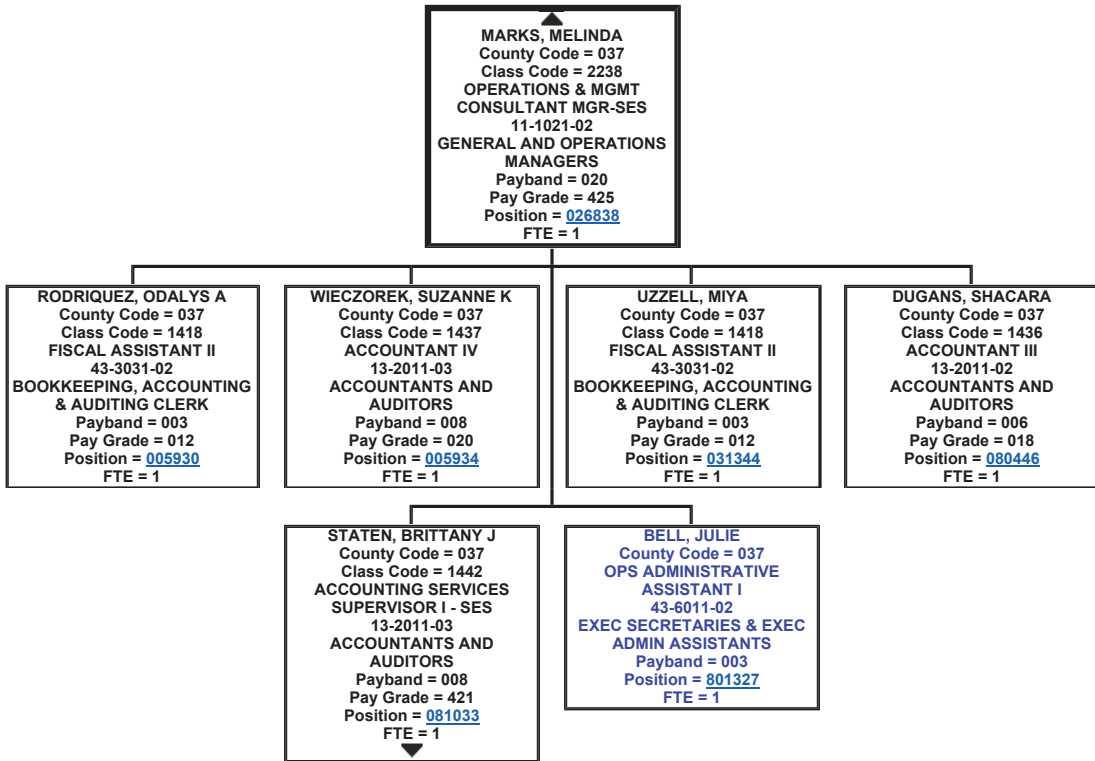 MARKS, MELINDA
County Code = 037
Class Code = 2238
OPERATIONS & MGMT
CONSULTANT MGR-SES
11-1021-02
GENERAL AND OPERATIONS
MANAGERS
Payband = 020
Pay Grade = 425
Position = 026838
FTE = 1
RODRIQUEZ, ODALYS A
County Code = 037
Class Code = 1418
FISCAL ASSISTANT II
43-3031-02
BOOKKEEPING, ACCOUNTING
& AUDITING CLERK
Payband = 003
Pay Grade = 012
Position = 005930
FTE = 1
WIECZOREK, SUZANNE K
County Code = 037
Class Code = 1437
ACCOUNTANT IV
13-2011-03
ACCOUNTANTS AND
AUDITORS
Payband = 008
Pay Grade = 020
Position = 005934
FTE = 1
UZZELL, MIYA
County Code = 037
Class Code = 1418
FISCAL ASSISTANT II
43-3031-02
BOOKKEEPING, ACCOUNTING
& AUDITING CLERK
Payband = 003
Pay Grade = 012
Position = 031344
FTE = 1
DUGANS, SHACARA
County Code = 037
Class Code = 1436
ACCOUNTANT III
13-2011-02
ACCOUNTANTS AND
AUDITORS
Payband = 006
Pay Grade = 018
Position = 080446
FTE = 1
STATEN, BRITTANY J
County Code = 037
Class Code = 1442
ACCOUNTING SERVICES
SUPERVISOR I - SES
13-2011-03
ACCOUNTANTS AND
AUDITORS
Payband = 008
Pay Grade = 421
Position = 081033
FTE = 1
BELL, JULIE
County Code = 037
OPS ADMINISTRATIVE
ASSISTANT I
43-6011-02
EXEC SECRETARIES & EXEC
ADMIN ASSISTANTS
Payband = 003
Position = 801327
FTE = 1